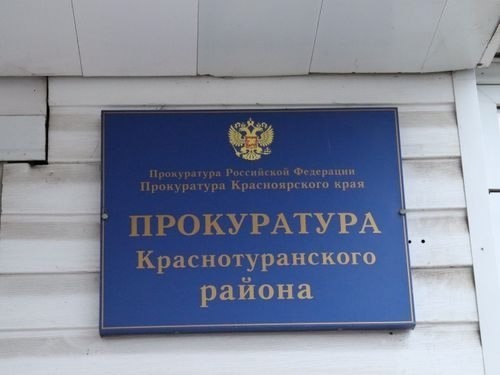 Прокуратура Российской Федерации
Прокуратура Красноярского края
ПРОКУРАТУРА
Краснотуранского
района